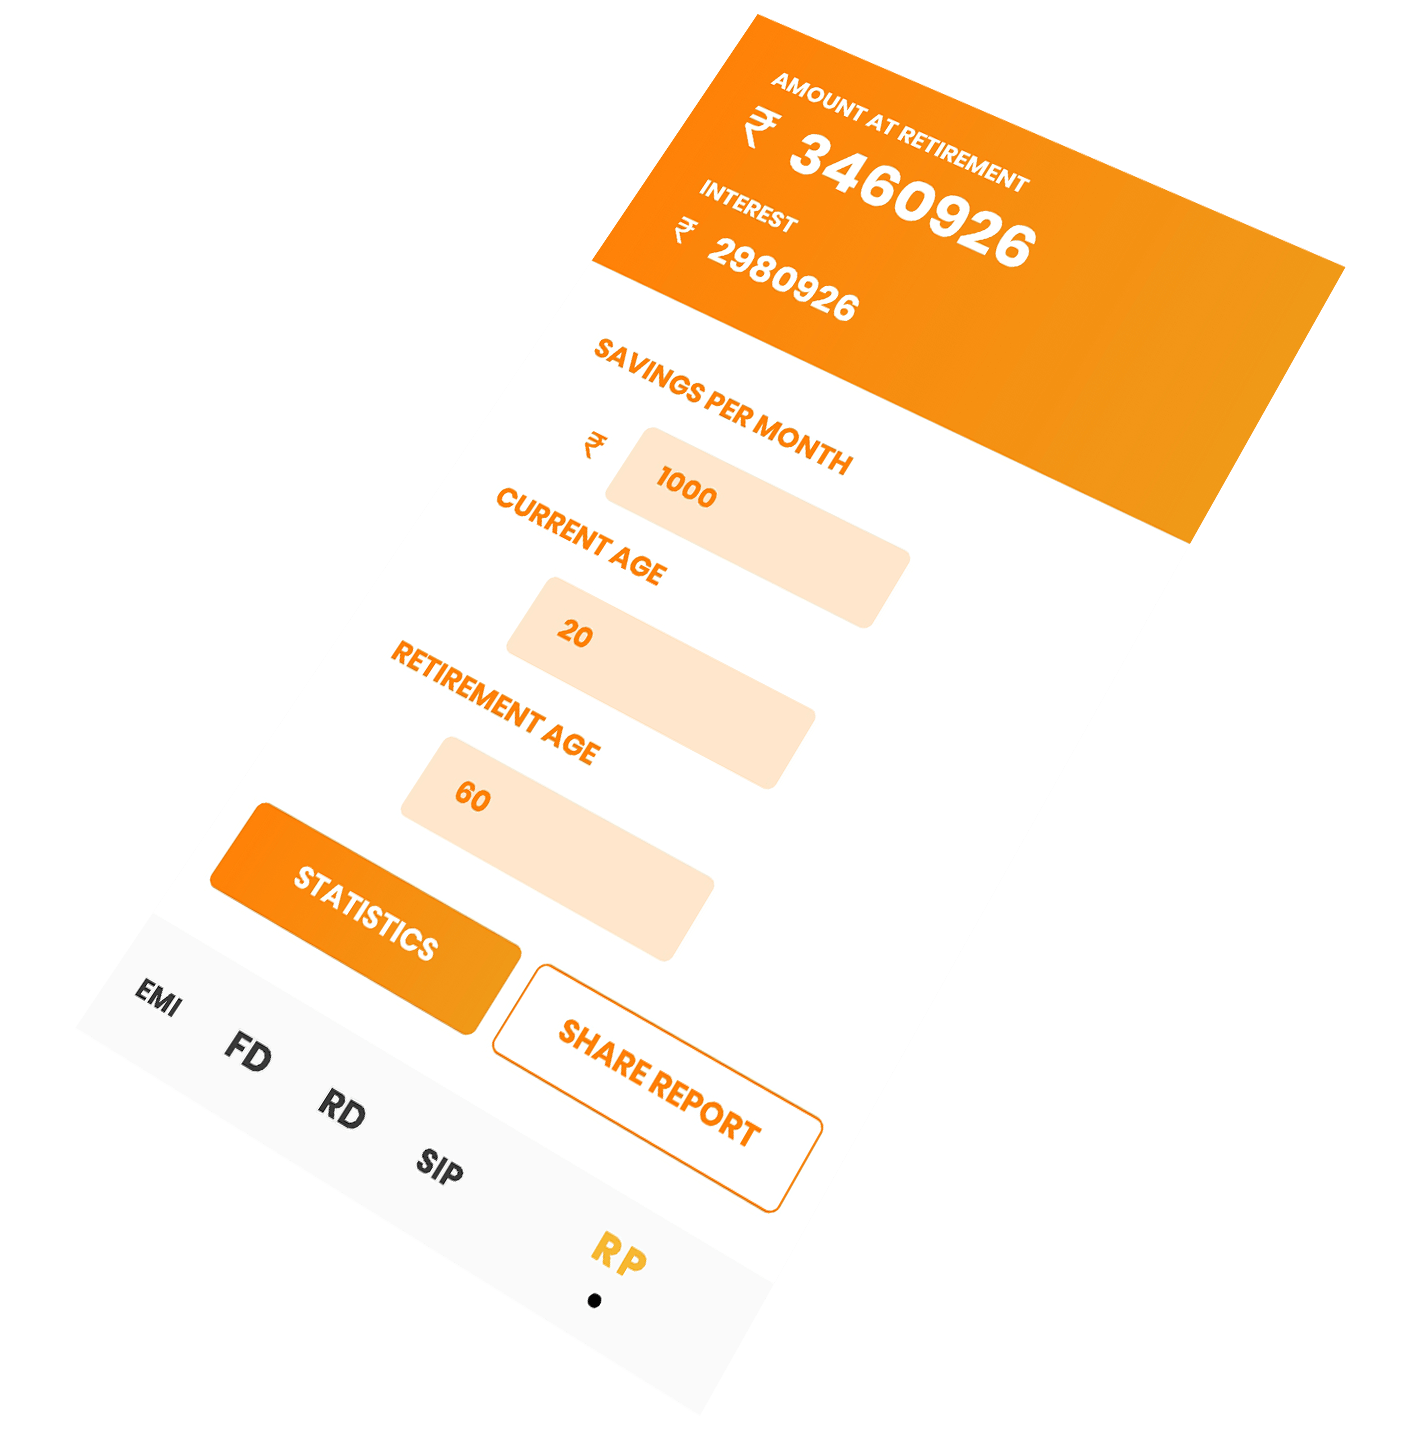 AMOUNT AT RETIREMENT
₹ 3460926
INTEREST
₹ 2980926
SAVINGS PER MONTH
₹ 1000
CURRENT AGE
20
RETIREMENT AGE
60
STATISTICS
SHARE REPORT
EMI FD RD SIP RP